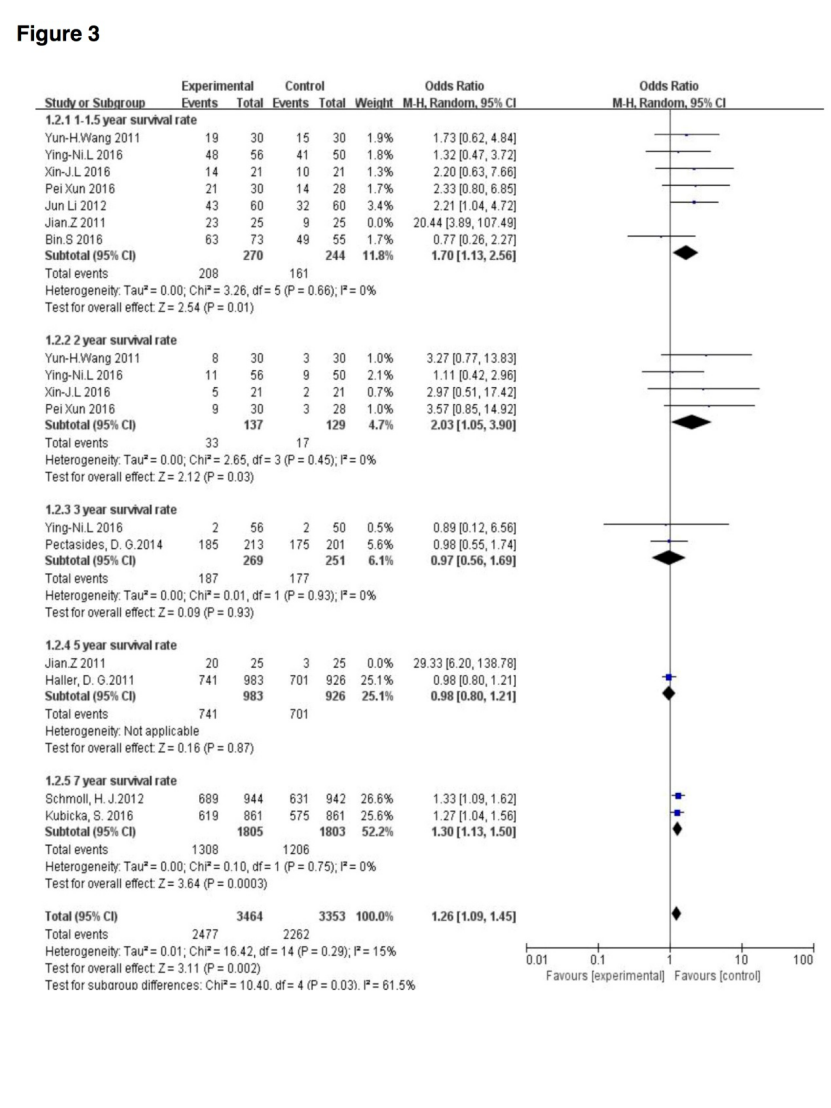 Figure 3
Experimental Control Odds Ratio Odds Ratio
Study or Subgroup Events Total Events Total Weight M-H, Random, 95% CI M-H, Random, 95% CI
1.2.1 1-1.5 year survival rate
Yun-H.Wang 2011 19 30 15 30 1.9% 1.73 [0.62, 4.84]
Ying-Ni.L 2016 48 56 41 50 1.8% 1.32 [0.47, 3.72]
Xin-J.L 2016 14 21 10 21 1.3% 2.20 [0.63, 7.66]
Pei Xun 2016 21 30 14 28 1.7% 2.33 [0.80, 6.85]
Jun Li 2012 43 60 32 60 3.4% 2.21 [1.04, 4.72]
Jian.Z 2011 23 25 9 25 0.0% 20.44 [3.89, 107.49]
Bin.S 2016 63 73 49 55 1.7% 0.77 [0.26, 2.27]
Subtotal (95% CI) 270 244 11.8% 1.70 [1.13, 2.56]
Total events 208 161
Heterogeneity: Tau² = 0.00; Chi² = 3.26, df = 5 (P = 0.66); I² = 0%
Test for overall effect: Z = 2.54 (P = 0.01)
1.2.2 2 year survival rate
Yun-H.Wang 2011 8 30 3 30 1.0% 3.27 [0.77, 13.83]
Ying-Ni.L 2016 11 56 9 50 2.1% 1.11 [0.42, 2.96]
Xin-J.L 2016 5 21 2 21 0.7% 2.97 [0.51, 17.42]
Pei Xun 2016 9 30 3 28 1.0% 3.57 [0.85, 14.92]
Subtotal (95% CI) 137 129 4.7% 2.03 [1.05, 3.90]
Total events 33 17
Heterogeneity: Tau² = 0.00; Chi² = 2.65, df = 3 (P = 0.45); I² = 0%
Test for overall effect: Z = 2.12 (P = 0.03)
1.2.3 3 year survival rate
Ying-Ni.L 2016 2 56 2 50 0.5% 0.89 [0.12, 6.56]
Pectasides, D. G.2014 185 213 175 201 5.6% 0.98 [0.55, 1.74]
Subtotal (95% CI) 269 251 6.1% 0.97 [0.56, 1.69]
Total events 187 177
Heterogeneity: Tau² = 0.00; Chi² = 0.01, df = 1 (P = 0.93); I² = 0%
Test for overall effect: Z = 0.09 (P = 0.93)
1.2.4 5 year survival rate
Jian.Z 2011 20 25 3 25 0.0% 29.33 [6.20, 138.78]
Haller, D. G.2011 741 983 701 926 25.1% 0.98 [0.80, 1.21]
Subtotal (95% CI) 983 926 25.1% 0.98 [0.80, 1.21]
Total events 741 701
Heterogeneity: Not applicable
Test for overall effect: Z = 0.16 (P = 0.87)
1.2.5 7 year survival rate
Schmoll, H. J.2012 689 944 631 942 26.6% 1.33 [1.09, 1.62]
Kubicka, S. 2016 619 861 575 861 25.6% 1.27 [1.04, 1.56]
Subtotal (95% CI) 1805 1803 52.2% 1.30 [1.13, 1.50]
Total events 1308 1206
Heterogeneity: Tau² = 0.00; Chi² = 0.10, df = 1 (P = 0.75); I² = 0%
Test for overall effect: Z = 3.64 (P = 0.0003)
Total (95% CI) 3464 3353 100.0% 1.26 [1.09, 1.45]
Total events 2477 2262
Heterogeneity: Tau² = 0.01; Chi² = 16.42, df = 14 (P = 0.29); I² = 15%
Test for overall effect: Z = 3.11 (P = 0.002)
Test for subgroup differences: Chi² = 10.40, df = 4 (P = 0.03), I² = 61.5%
0.01 0.1 1 10 100
Favours [experimental] Favours [control]